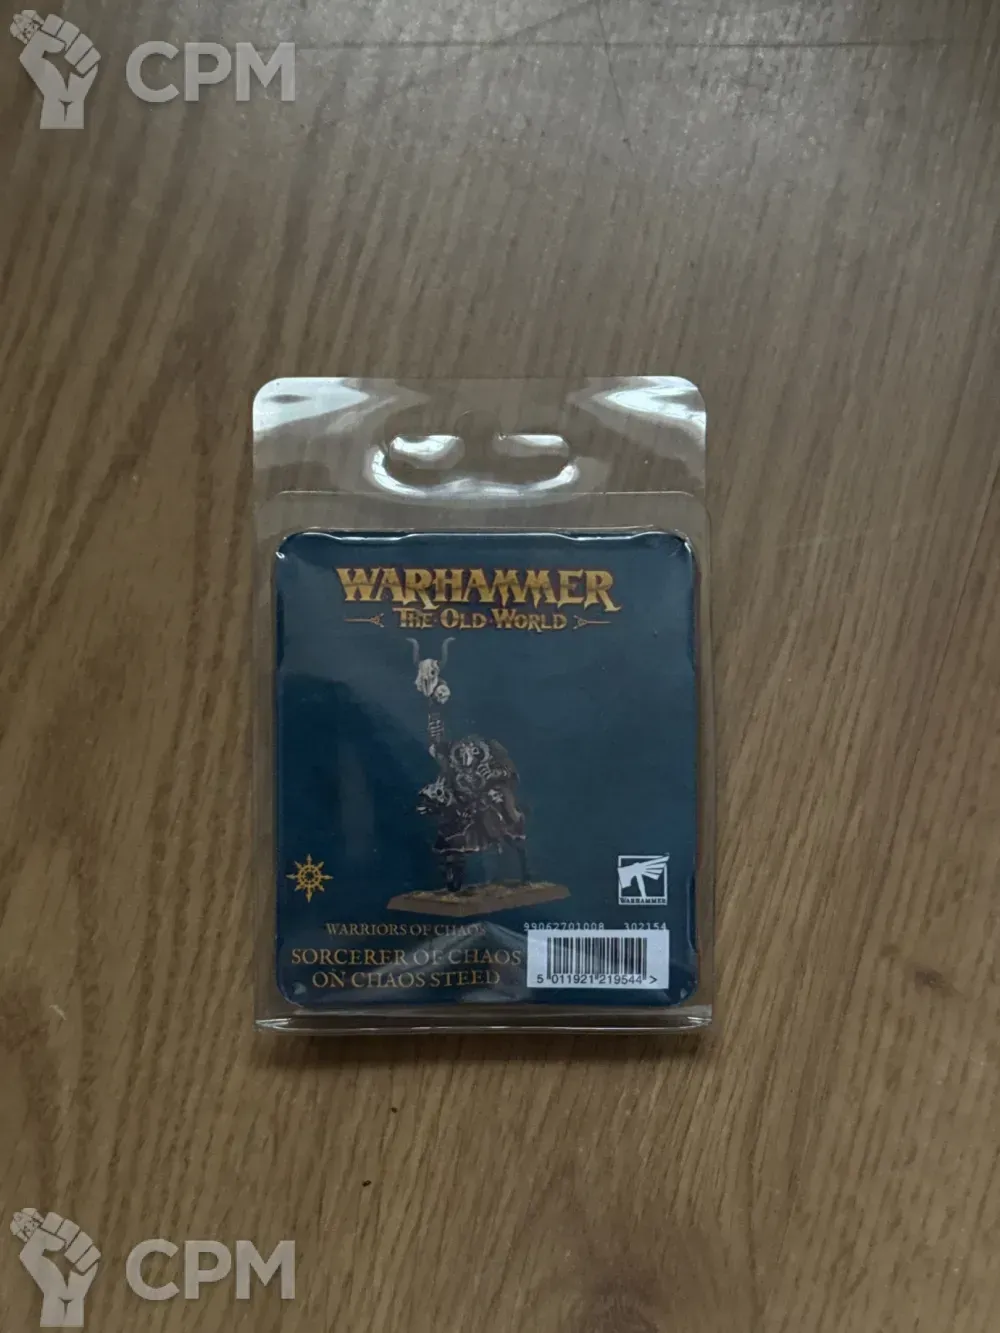 CPM
WARHAMMER
THE OLD WORLD
WARHAMMER
WARRIORS OF CHAOS
99062701008 302154
SORCERER OF CHAOS
ON CHAOS STEED
5 011921 219544 >
CPM